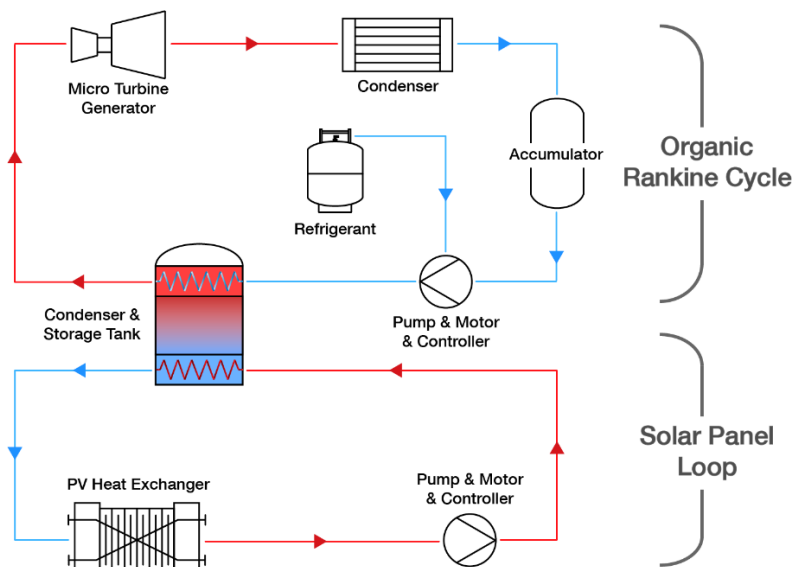 Micro Turbine
Generator
Condenser
Accumulator
Organic
Rankine Cycle
Refrigerant
Condenser &
Storage Tank
Pump & Motor
& Controller
Solar Panel
Loop
PV Heat Exchanger
Pump & Motor
& Controller